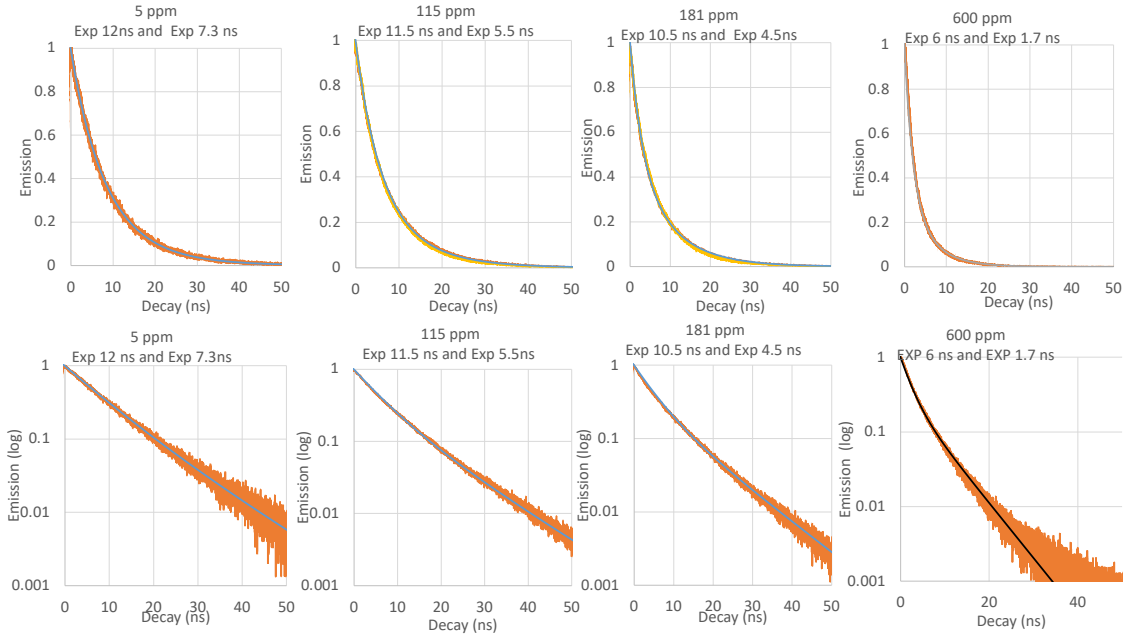 5 ppm
Exp 12ns and  Exp 7.3 ns
115 ppm
Exp 11.5 ns and Exp 5.5 ns
181 ppm
Exp 10.5 ns and  Exp 4.5ns
600 ppm
Exp 6 ns and Exp 1.7 ns
1
0.8
0.6
0.4
0.2
0
Emission
0 10 20 30 40 50
Decay (ns)
1
0.8
0.6
0.4
0.2
0
Emission
0 10 20 30 40 50
Decay (ns)
1
0.8
0.6
0.4
0.2
0
Emission
0 10 20 30 40 50
Decay (ns)
1
0.8
0.6
0.4
0.2
0
Emission
0 10 20 30 40 50
Decay (ns)
5 ppm
Exp 12 ns and Exp 7.3ns
115 ppm
Exp 11.5 ns and Exp 5.5ns
181 ppm
Exp 10.5 ns and Exp 4.5 ns
600 ppm
EXP 6 ns and EXP 1.7 ns
1
0.1
0.01
0.001
Emission (log)
0 10 20 30 40 50
Decay (ns)
1
0.1
0.01
0.001
Emission (log)
0 10 20 30 40 50
Decay (ns)
1
0.1
0.01
0.001
Emission (log)
0 10 20 30 40 50
Decay (ns)
1
0.1
0.01
0.001
Emission  (log)
0 20 40
Decay (ns)